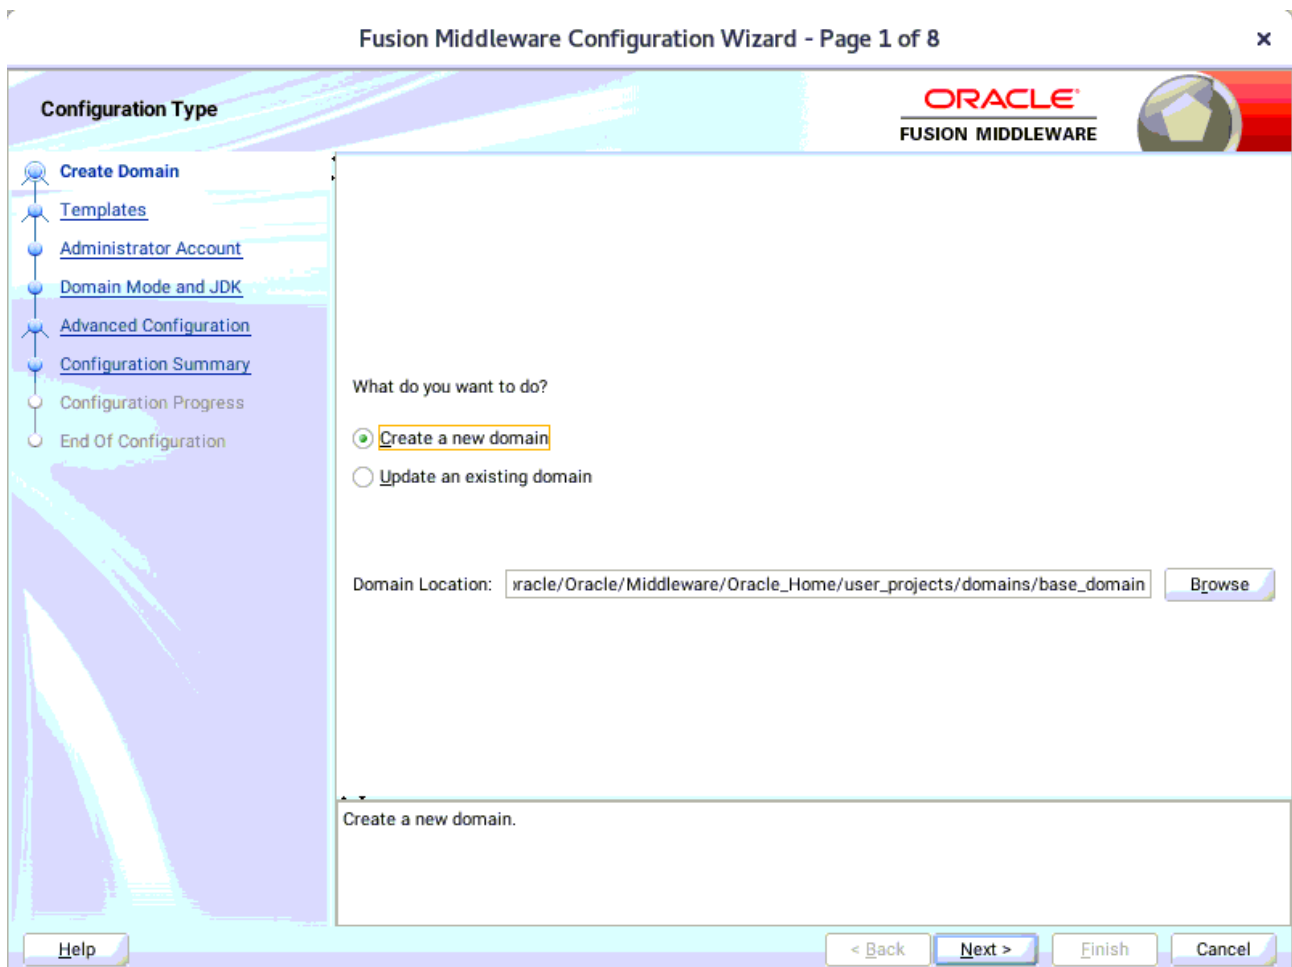 Fusion Middleware Configuration Wizard - Page 1 of 8
Configuration Type
ORACLE
FUSION MIDDLEWARE
Create Domain
Templates
Administrator Account
Domain Mode and JDK
Advanced Configuration
Configuration Summary
Configuration Progress
End Of Configuration
What do you want to do?
Create a new domain
Update an existing domain
Domain Location: racle/Oracle/Middleware/Oracle_Home/user_projects/domains/base_domain Browse
Create a new domain.
Help < Back Next > Finish Cancel